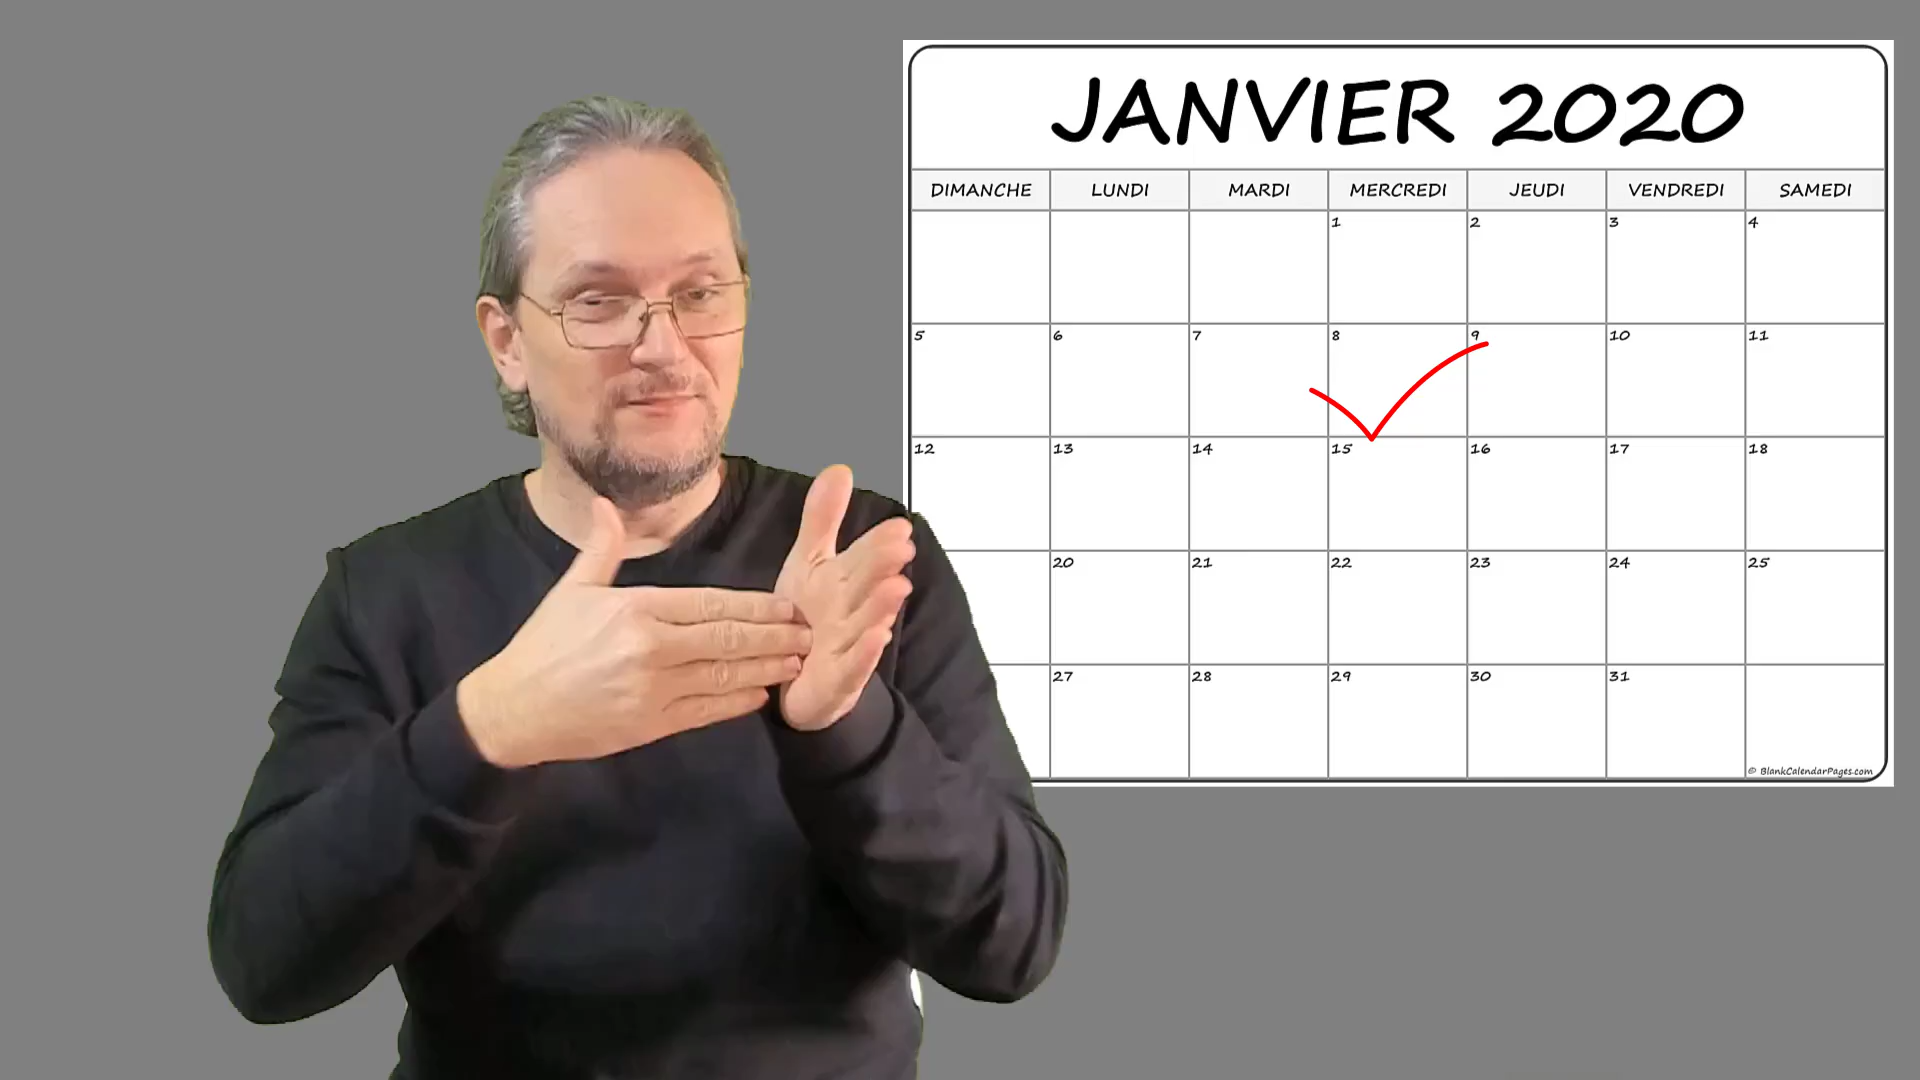 JANVIER 2020
DIMANCHE LUNDI MARDI MERCREDI JEUDI VENDREDI SAMEDI
1 2 3 4
5 6 7 8 9 10 11
12 13 14 15 16 17 18
20 21 22 23 24 25
27 28 29 30 31
© BlankCalendarPages.com